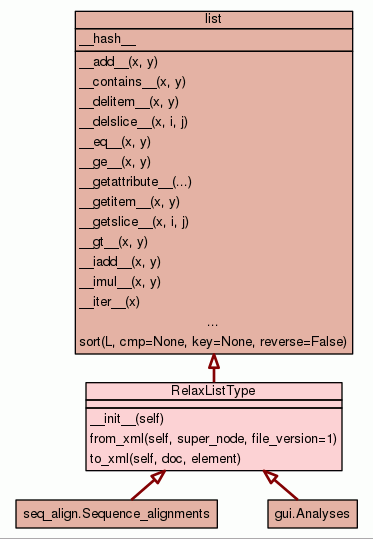 list
__hash__
__add__(x, y)
__contains__(x, y)
__delitem__(x, y)
__delslice__(x, i, j)
__eq__(x, y)
__ge__(x, y)
__getattribute__(...)
__getitem__(x, y)
__getslice__(x, i, j)
__gt__(x, y)
__iadd__(x, y)
__imul__(x, y)
__iter__(x)
...
sort(L, cmp=None, key=None, reverse=False)
RelaxListType
__init__(self)
from_xml(self, super_node, file_version=1)
to_xml(self, doc, element)
seq_align.Sequence_alignments
gui.Analyses